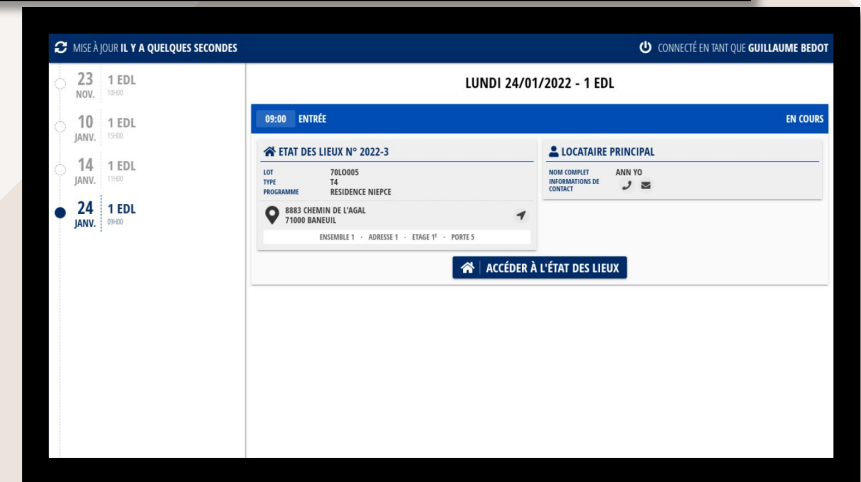 MISE À JOUR IL Y A QUELQUES SECONDES
CONNECTÉ EN TANT QUE GUILLAUME BEDOT
23 NOV. 1 EDL
10 JANV. 1 EDL
15H00
14 JANV. 1 EDL
11H00
24 JANV. 1 EDL
09H00
LUNDI 24/01/2022 - 1 EDL
09:00 ENTRÉE EN COURS
ETAT DES LIEUX N° 2022-3
LOT 70LO005
TYPE T4
PROGRAMME RESIDENCE NIEPCE
8883 CHEMIN DE L'AGAL
71000 BANEUIL
ENSEMBLE 1 - ADRESSE 1 - ETAGE 1ᴱ - PORTE 5
LOCATAIRE PRINCIPAL
NOM COMPLET ANN YO
INFORMATIONS DE CONTACT
ACCÉDER À L'ÉTAT DES LIEUX